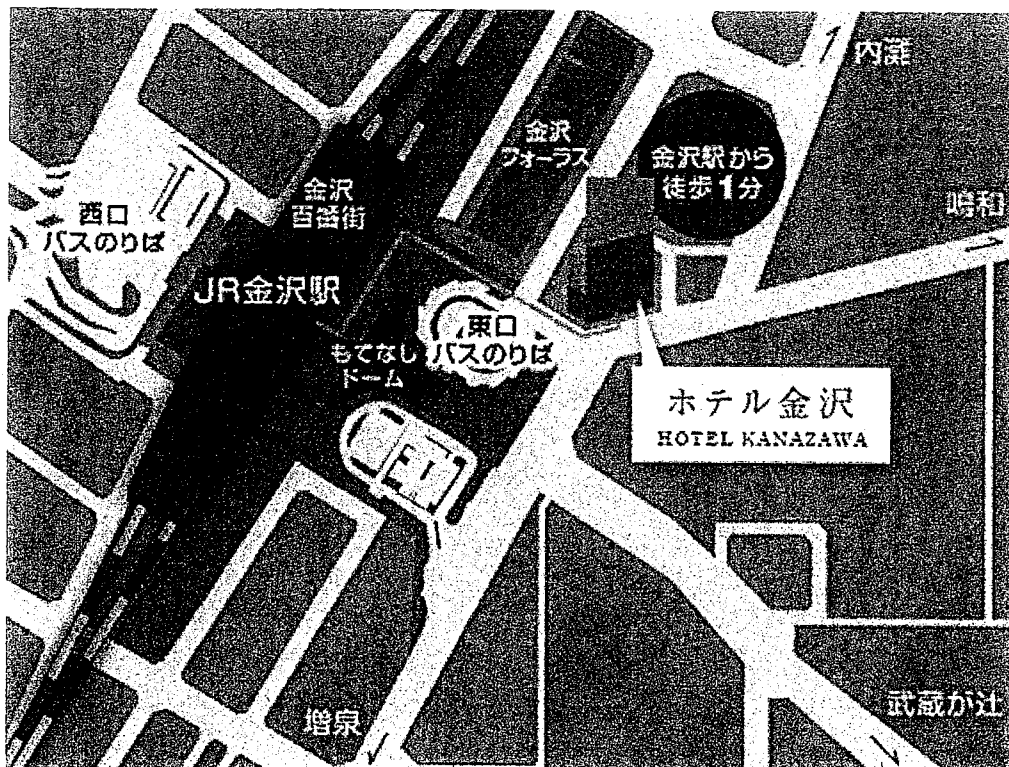 内灘
金沢
フォーラス
金沢駅から
徒歩1分
金沢
百番街
鳴和
西口
バスのりば
JR金沢駅
東口
バスのりば
もてなし
ドーム
ホテル金沢
HOTEL KANAZAWA
武蔵が辻
増泉